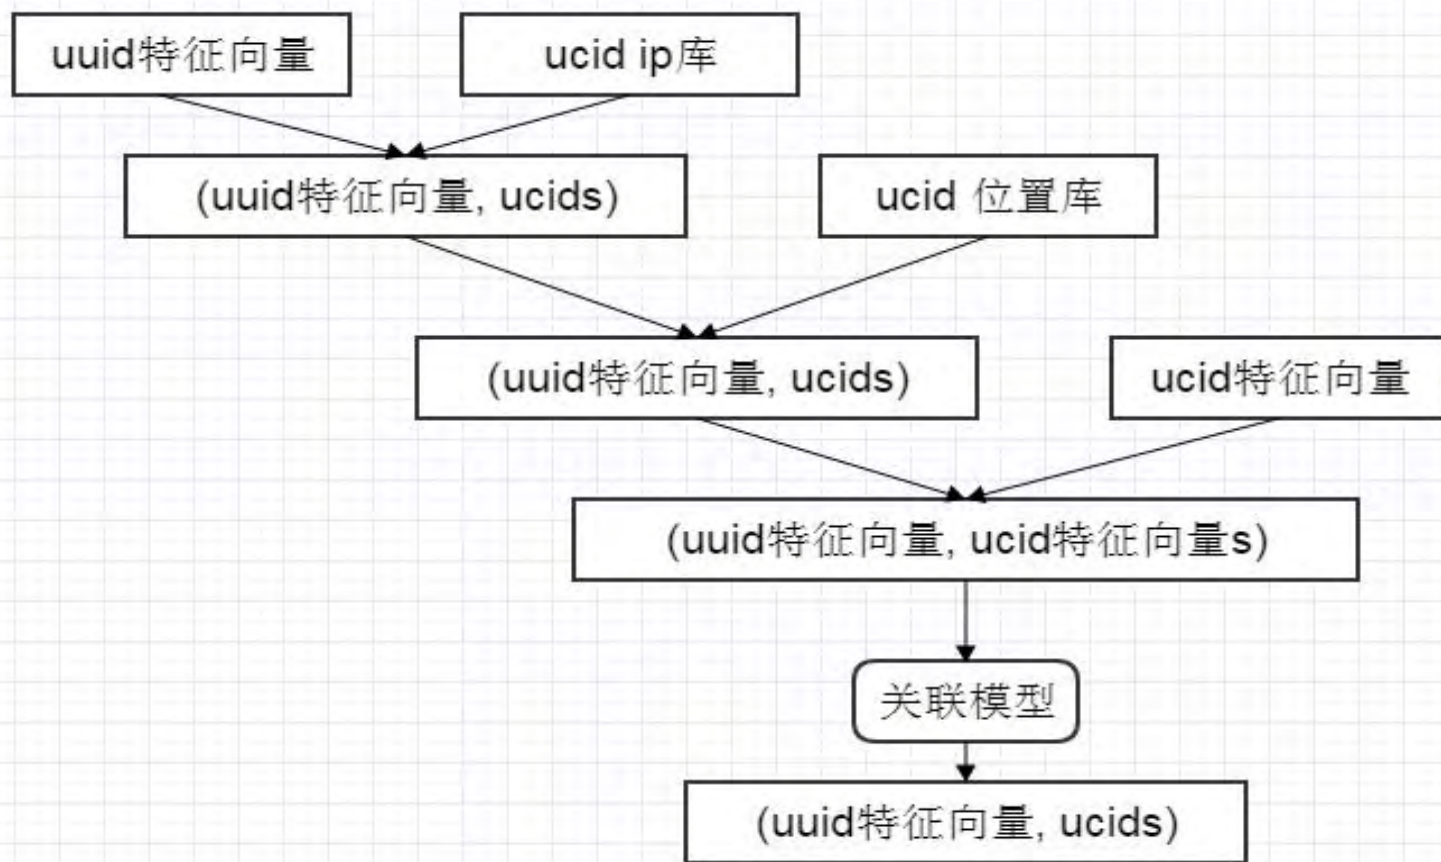 uuid特征向量
ucid ip库
(uuid特征向量, ucids)
ucid 位置库
(uuid特征向量, ucids)
ucid特征向量
(uuid特征向量, ucid特征向量s)
关联模型
(uuid特征向量, ucids)